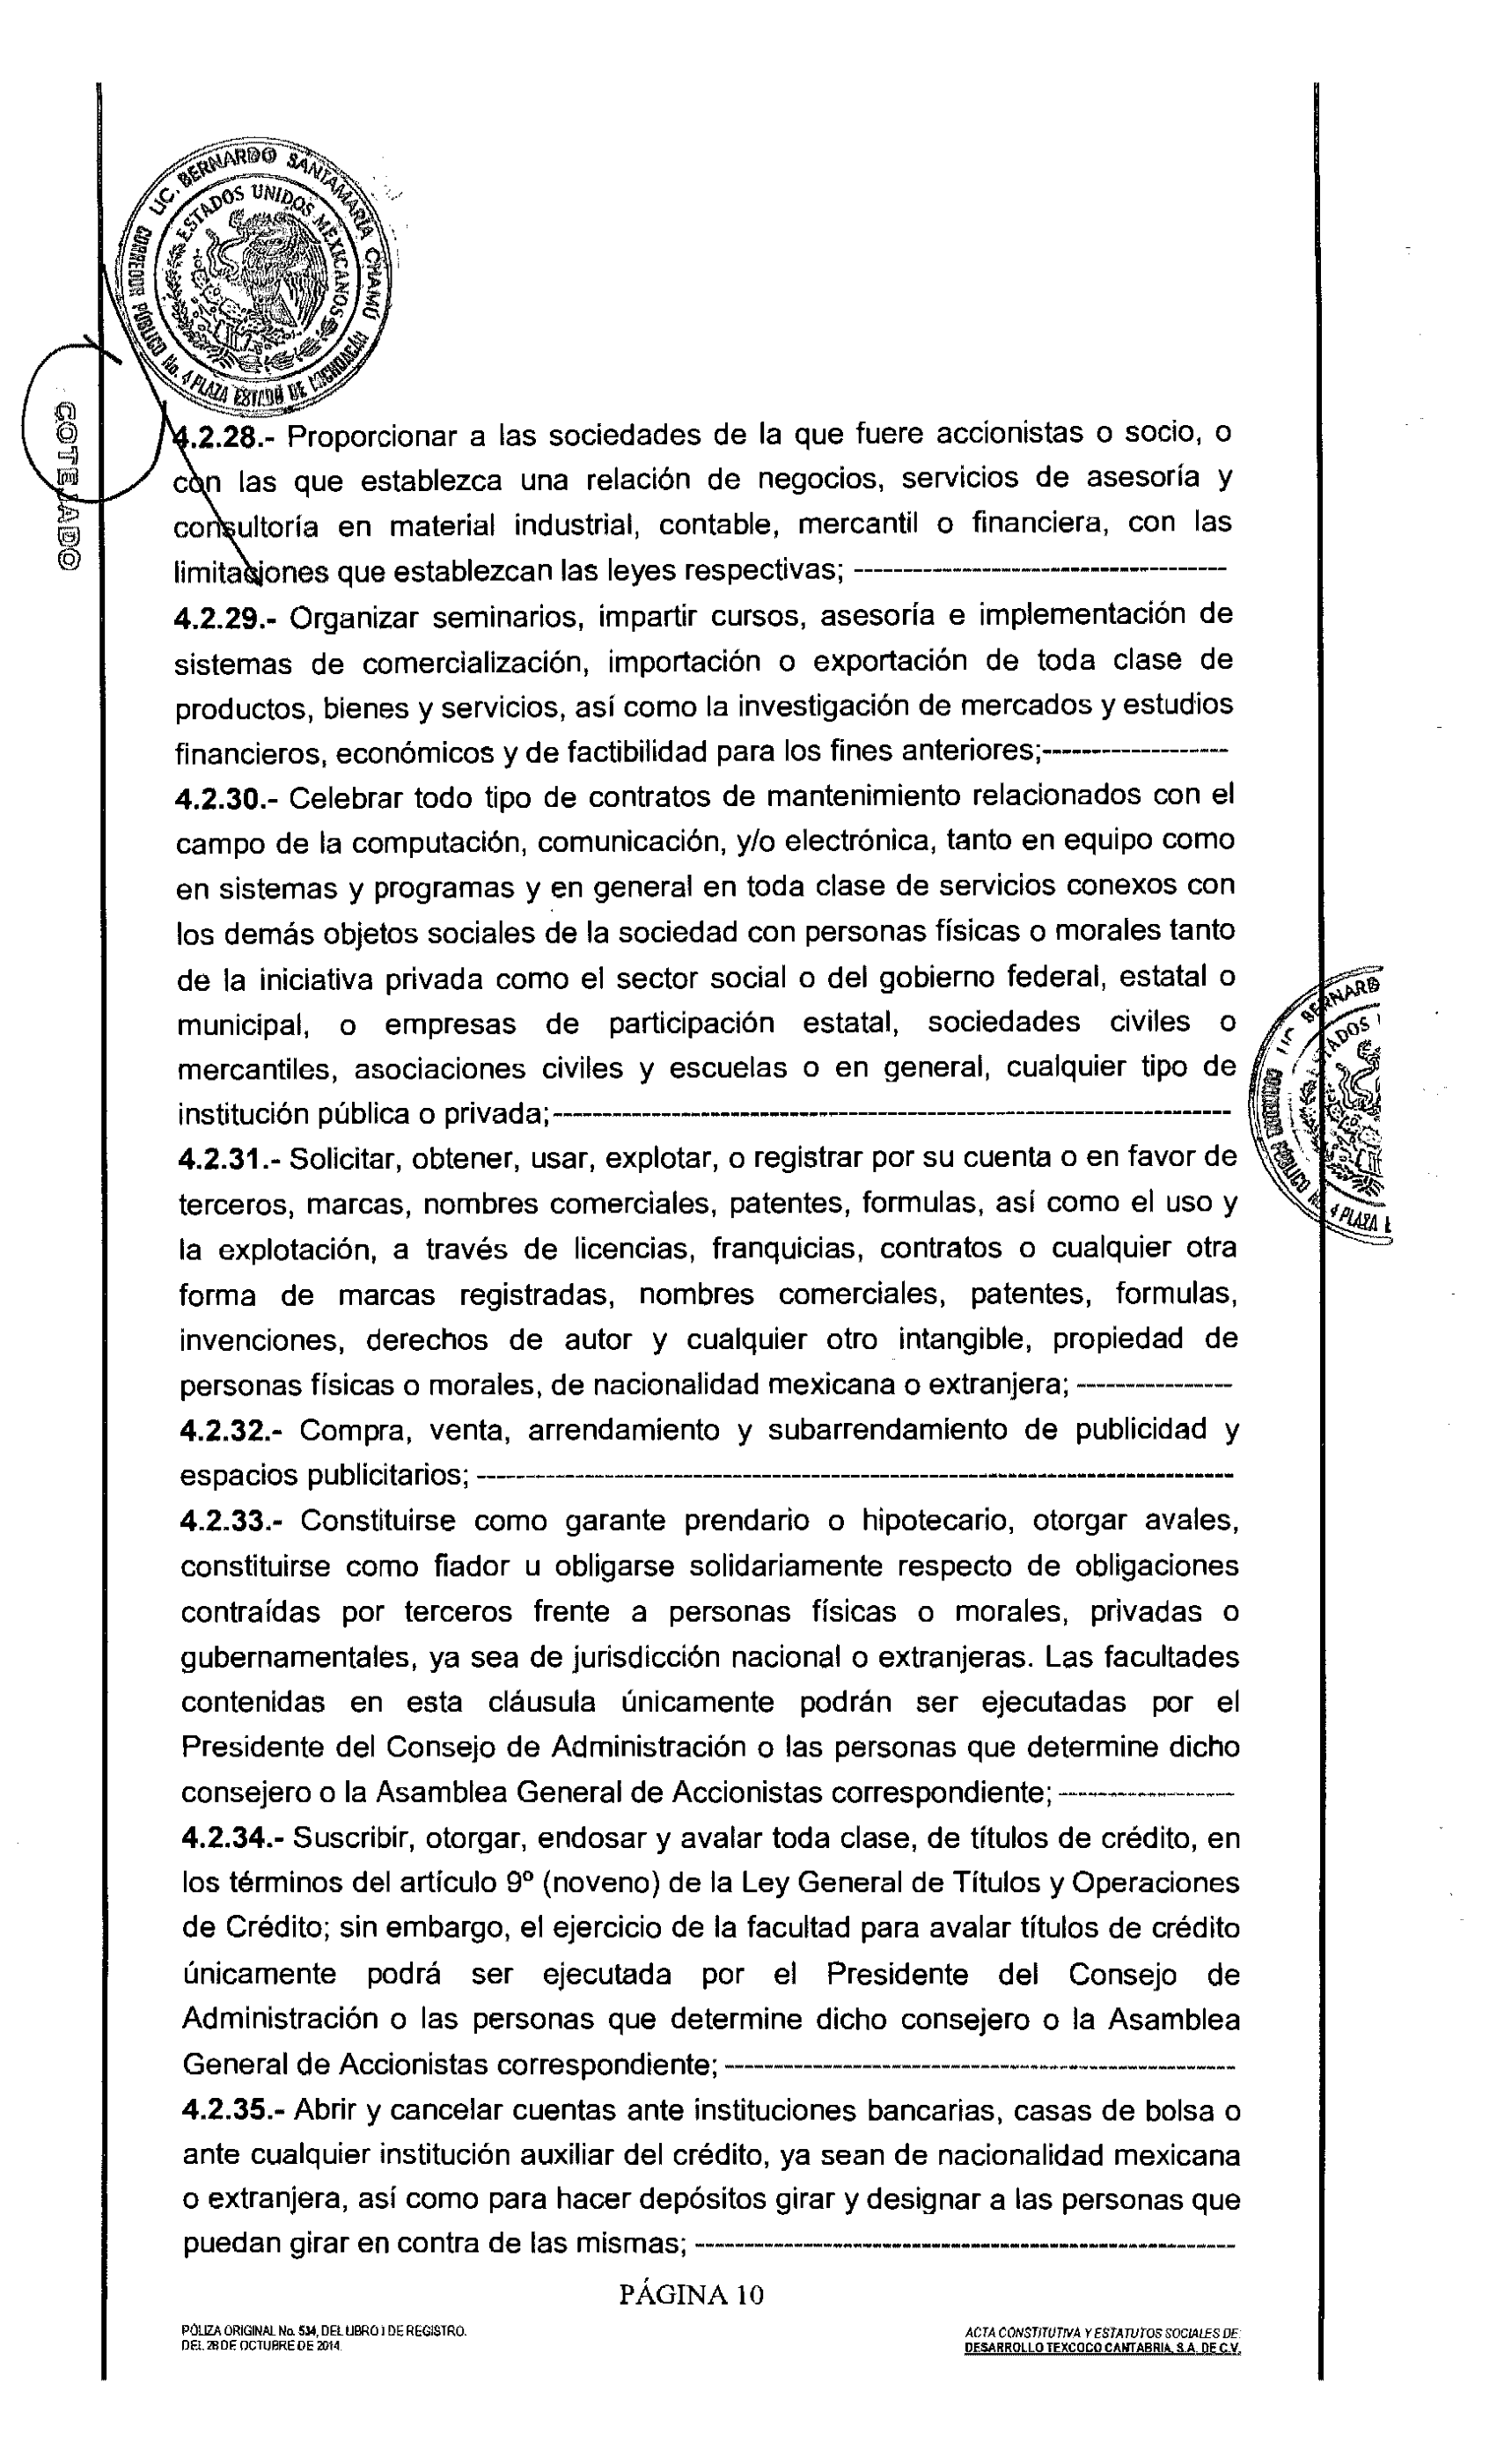 LIC. BERNARDO SANTAMARÍA CHAMÚ
CORREDOR PÚBLICO No. 4 PLAZA ESTADO DE MICHOACAN
ESTADOS UNIDOS MEXICANOS
COTEJADO
4.2.28.- Proporcionar a las sociedades de la que fuere accionistas o socio, o
con las que establezca una relación de negocios, servicios de asesoría y
consultoría en material industrial, contable, mercantil o financiera, con las
limitaciones que establezcan las leyes respectivas; --------------------------------------
4.2.29.- Organizar seminarios, impartir cursos, asesoría e implementación de
sistemas de comercialización, importación o exportación de toda clase de
productos, bienes y servicios, así como la investigación de mercados y estudios
financieros, económicos y de factibilidad para los fines anteriores;-------------------
4.2.30.- Celebrar todo tipo de contratos de mantenimiento relacionados con el
campo de la computación, comunicación, y/o electrónica, tanto en equipo como
en sistemas y programas y en general en toda clase de servicios conexos con
los demás objetos sociales de la sociedad con personas físicas o morales tanto
de la iniciativa privada como el sector social o del gobierno federal, estatal o
municipal, o empresas de participación estatal, sociedades civiles o
mercantiles, asociaciones civiles y escuelas o en general, cualquier tipo de
institución pública o privada;---------------------------------------------------------------------
4.2.31.- Solicitar, obtener, usar, explotar, o registrar por su cuenta o en favor de
terceros, marcas, nombres comerciales, patentes, formulas, así como el uso y
la explotación, a través de licencias, franquicias, contratos o cualquier otra
forma de marcas registradas, nombres comerciales, patentes, formulas,
invenciones, derechos de autor y cualquier otro intangible, propiedad de
personas físicas o morales, de nacionalidad mexicana o extranjera; ----------------
4.2.32.- Compra, venta, arrendamiento y subarrendamiento de publicidad y
espacios publicitarios; -----------------------------------------------------------------------------
4.2.33.- Constituirse como garante prendario o hipotecario, otorgar avales,
constituirse como fiador u obligarse solidariamente respecto de obligaciones
contraídas por terceros frente a personas físicas o morales, privadas o
gubernamentales, ya sea de jurisdicción nacional o extranjeras. Las facultades
contenidas en esta cláusula únicamente podrán ser ejecutadas por el
Presidente del Consejo de Administración o las personas que determine dicho
consejero o la Asamblea General de Accionistas correspondiente; ------------------
4.2.34.- Suscribir, otorgar, endosar y avalar toda clase, de títulos de crédito, en
los términos del artículo 9º (noveno) de la Ley General de Títulos y Operaciones
de Crédito; sin embargo, el ejercicio de la facultad para avalar títulos de crédito
únicamente podrá ser ejecutada por el Presidente del Consejo de
Administración o las personas que determine dicho consejero o la Asamblea
General de Accionistas correspondiente; ----------------------------------------------------
4.2.35.- Abrir y cancelar cuentas ante instituciones bancarias, casas de bolsa o
ante cualquier institución auxiliar del crédito, ya sean de nacionalidad mexicana
o extranjera, así como para hacer depósitos girar y designar a las personas que
puedan girar en contra de las mismas; -------------------------------------------------------
PÁGINA 10
PÓLIZA ORIGINAL No. 534, DEL LIBRO I DE REGISTRO.
DEL 28 DE OCTUBRE DE 2014.
ACTA CONSTITUTIVA Y ESTATUTOS SOCIALES DE:
DESARROLLO TEXCOCO CANTABRIA, S.A. DE C.V.